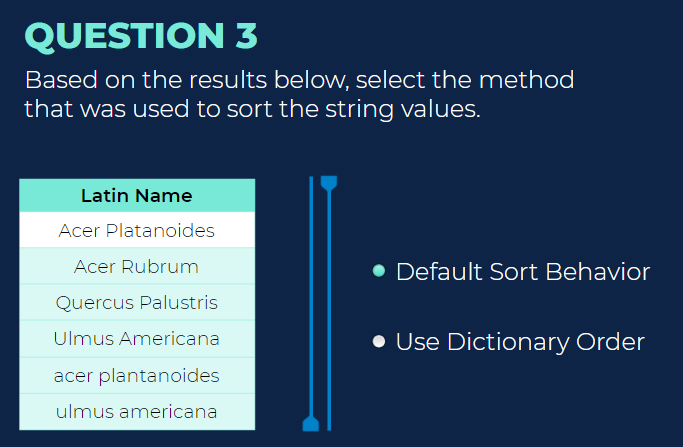 QUESTION 3
Based on the results below, select the method
that was used to sort the string values.
Latin Name
Acer Platanoides
Acer Rubrum
Quercus Palustris
Ulmus Americana
acer plantanoides
ulmus americana
Default Sort Behavior
Use Dictionary Order